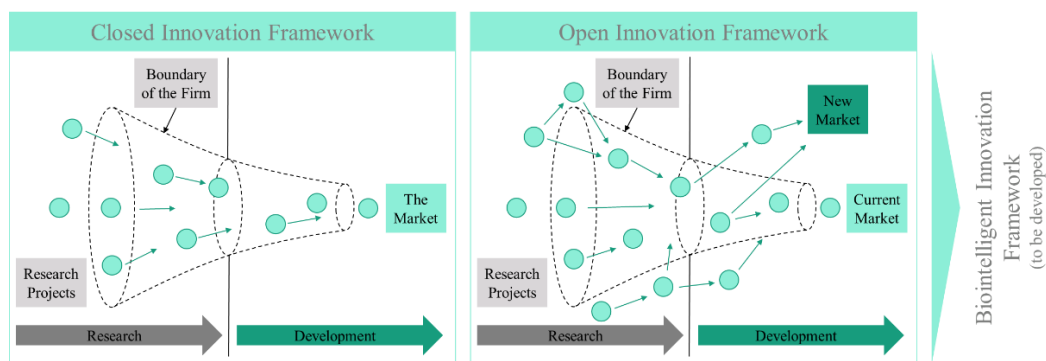 Closed Innovation Framework
Boundary
of the Firm
The
Market
Research
Projects
Research
Development
Open Innovation Framework
Boundary
of the Firm
New
Market
Current
Market
Research
Projects
Research
Development
Biointelligent Innovation
Framework
(to be developed)